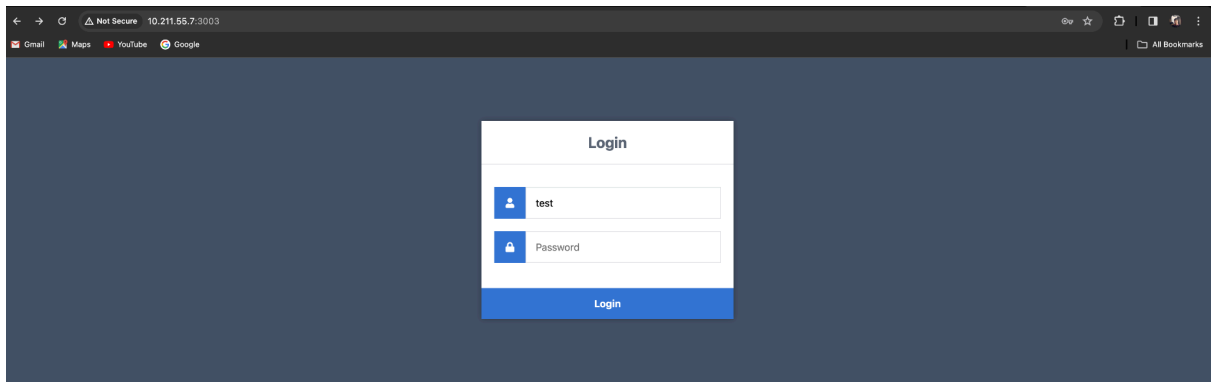 Not Secure 10.211.55.7:3003
Gmail Maps YouTube Google All Bookmarks
Login
test
Password
Login